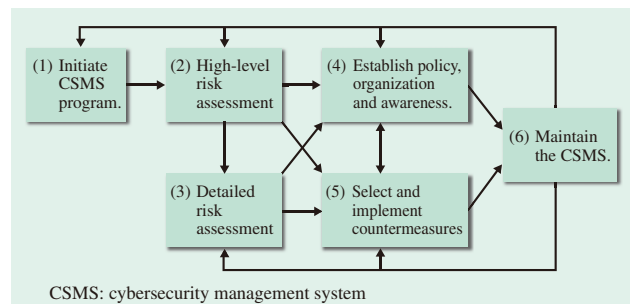 (1) Initiate
CSMS
program.
(2) High-level
risk
assessment
(4) Establish policy,
organization
and awareness.
(6) Maintain
the CSMS.
(3) Detailed
risk
assessment
(5) Select and
implement
countermeasures
CSMS: cybersecurity management system